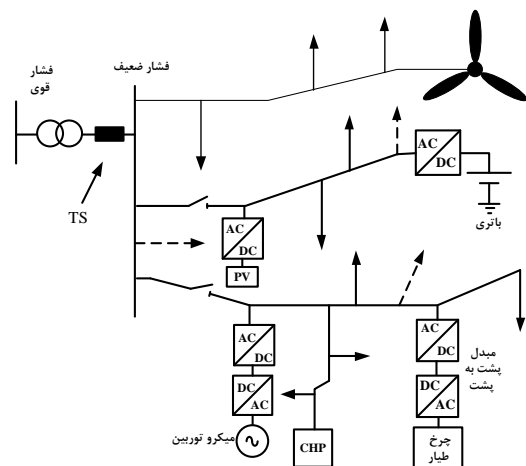 فشار
قوی
فشار ضعیف
TS
AC
DC
باتری
AC
DC
PV
AC
DC
DC
AC
میکرو توربین
CHP
AC
DC
مبدل
پشت به
پشت
DC
AC
چرخ
طیار